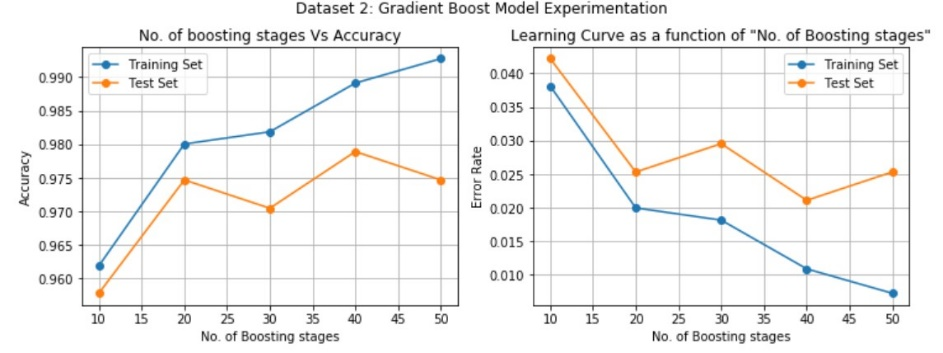 Dataset 2: Gradient Boost Model Experimentation
No. of boosting stages Vs Accuracy
Training Set
Test Set
Accuracy
0.990
0.985
0.980
0.975
0.970
0.965
0.960
10 15 20 25 30 35 40 45 50
No. of Boosting stages
Learning Curve as a function of "No. of Boosting stages"
Training Set
Test Set
Error Rate
0.040
0.035
0.030
0.025
0.020
0.015
0.010
10 15 20 25 30 35 40 45 50
No. of Boosting stages